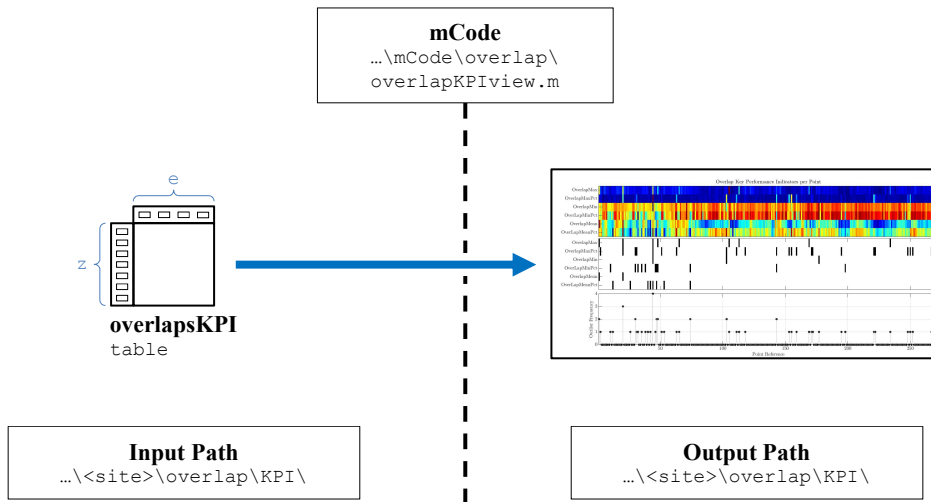 mCode
…\mCode\overlap\
overlapKPIview.m
e
z
overlapsKPI
table
Overlap Key Performance Indicators per Point
OverlapMax
OverlapMaxPct
OverlapMin
OverLapMinPct
OverlapMean
OverLapMeanPct
OverlapMax
OverlapMaxPct
OverlapMin
OverLapMinPct
OverlapMean
OverLapMeanPct
Outlier Frequency
Point Reference
Input Path
…\<site>\overlap\KPI\
Output Path
…\<site>\overlap\KPI\